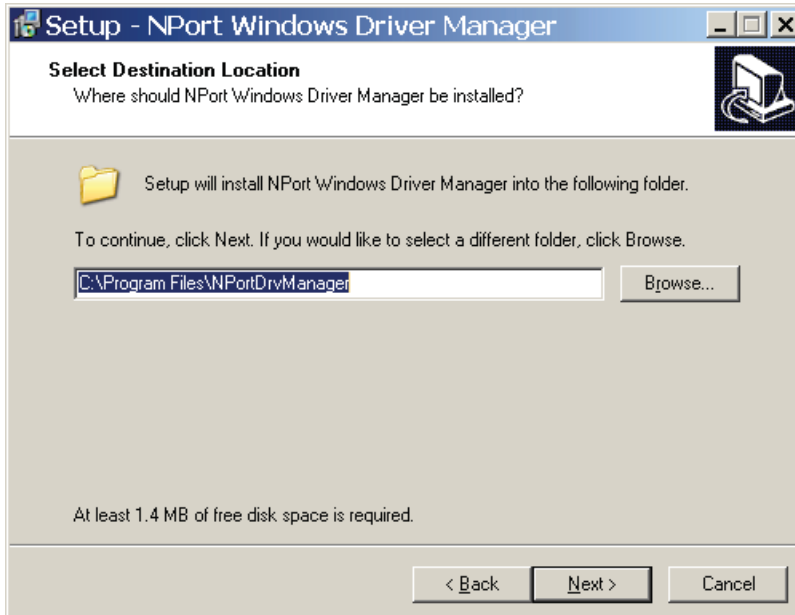 Setup - NPort Windows Driver Manager
Select Destination Location
Where should NPort Windows Driver Manager be installed?
Setup will install NPort Windows Driver Manager into the following folder.
To continue, click Next. If you would like to select a different folder, click Browse.
C:\Program Files\NPortDrvManager
Browse...
At least 1.4 MB of free disk space is required.
< Back
Next >
Cancel